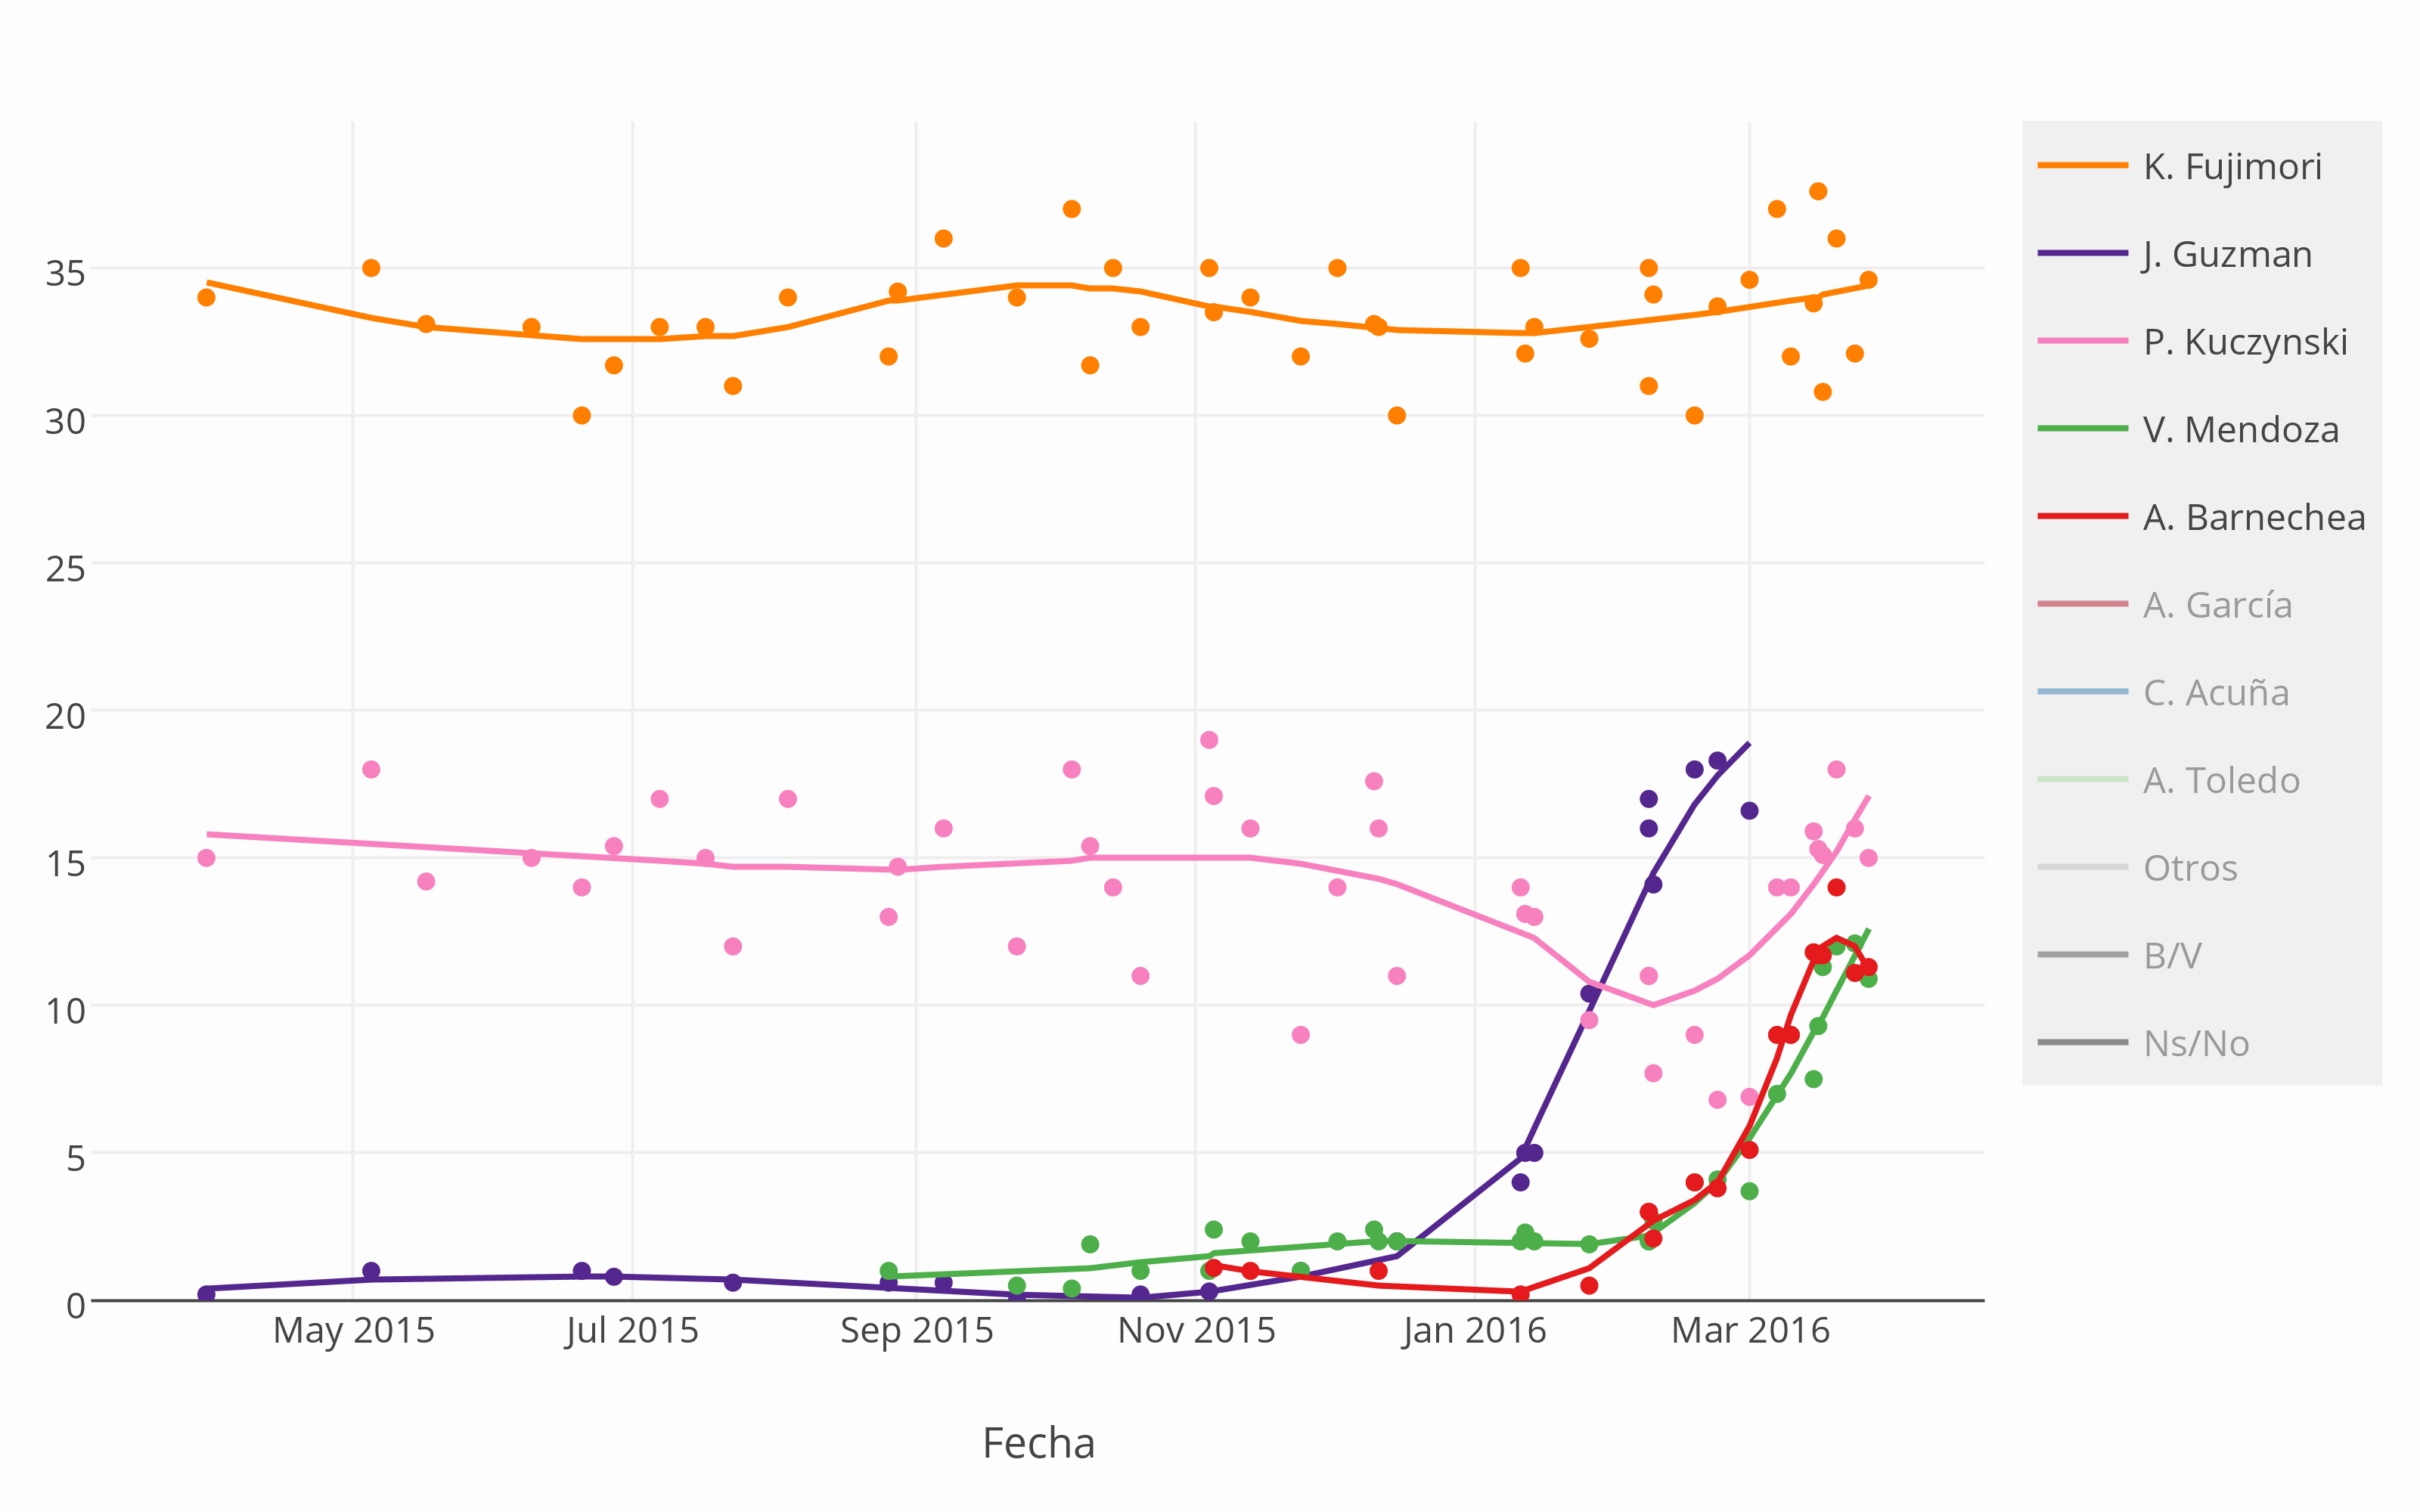 35
30
25
20
15
10
5
0
May 2015
Jul 2015
Sep 2015
Nov 2015
Jan 2016
Mar 2016
Fecha
K. Fujimori
J. Guzman
P. Kuczynski
V. Mendoza
A. Barnechea
A. García
C. Acuña
A. Toledo
Otros
B/V
Ns/No